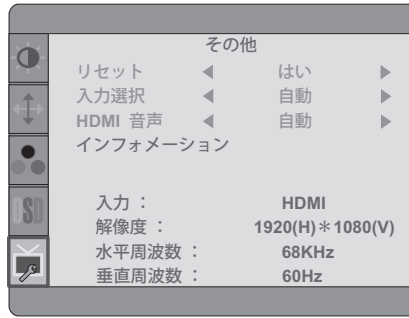 その他
リセット ◀ はい ▶
入力選択 ◀ 自動 ▶
HDMI 音声 ◀ 自動 ▶
インフォメーション
OSD
入力 : HDMI
解像度 : 1920(H)＊1080(V)
水平周波数 : 68KHz
垂直周波数 : 60Hz